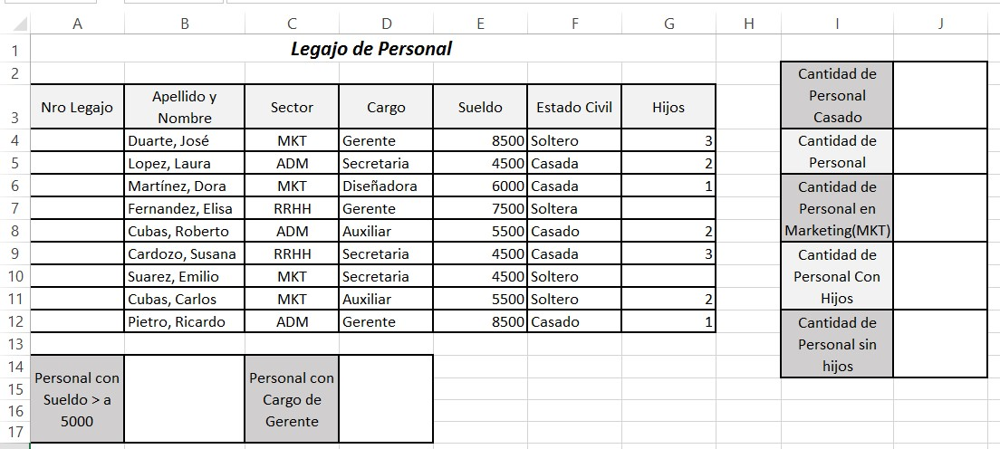 A B C D E F G H I J
1 Legajo de Personal
2
3 Nro Legajo Apellido y Nombre Sector Cargo Sueldo Estado Civil Hijos
4 Duarte, José MKT Gerente 8500 Soltero 3
5 Lopez, Laura ADM Secretaria 4500 Casada 2
6 Martínez, Dora MKT Diseñadora 6000 Casada 1
7 Fernandez, Elisa RRHH Gerente 7500 Soltera
8 Cubas, Roberto ADM Auxiliar 5500 Casado 2
9 Cardozo, Susana RRHH Secretaria 4500 Casada 3
10 Suarez, Emilio MKT Secretaria 4500 Soltero
11 Cubas, Carlos MKT Auxiliar 5500 Soltero 2
12 Pietro, Ricardo ADM Gerente 8500 Casado 1
13
14
15
16
17
Personal con
Sueldo > a
5000
Personal con
Cargo de
Gerente
Cantidad de
Personal
Casado
Cantidad de
Personal
Cantidad de
Personal en
Marketing(MKT)
Cantidad de
Personal Con
Hijos
Cantidad de
Personal sin
hijos